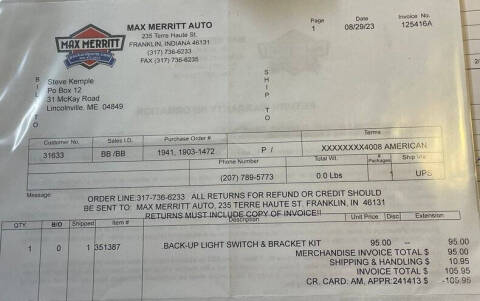 MAX MERRITT
MAX MERRITT AUTO
235 Terre Haute St.
FRANKLIN, INDIANA 46131
(317) 736-6233
FAX (317) 736-6235
Page Date Invoice No.
1 08/29/23 125416A
BILL TO
Steve Kemple
Po Box 12
31 McKay Road
Lincolnville, ME 04849
SHIP TO
Customer No. Sales I.D. Purchase Order # Terms
31633 BB /BB 1941, 1903-1472 P / XXXXXXXX4008 AMERICAN
Phone Number Total Wt. # Packages Ship Via
(207) 789-5773 0.0 Lbs UPS
Message:
ORDER LINE:317-736-6233 ALL RETURNS FOR REFUND OR CREDIT SHOULD
BE SENT TO: MAX MERRITT AUTO, 235 TERRE HAUTE ST. FRANKLIN, IN 46131
RETURNS MUST INCLUDE COPY OF INVOICE!!
QTY. B/O Shipped Item # Description Unit Price Disc Extension
1 0 1 351387 BACK-UP LIGHT SWITCH & BRACKET KIT 95.00 -- 95.00
MERCHANDISE INVOICE TOTAL $ 95.00
SHIPPING & HANDLING $ 10.95
INVOICE TOTAL $ 105.95
CR. CARD: AM, APPR:241413 $ -105.95